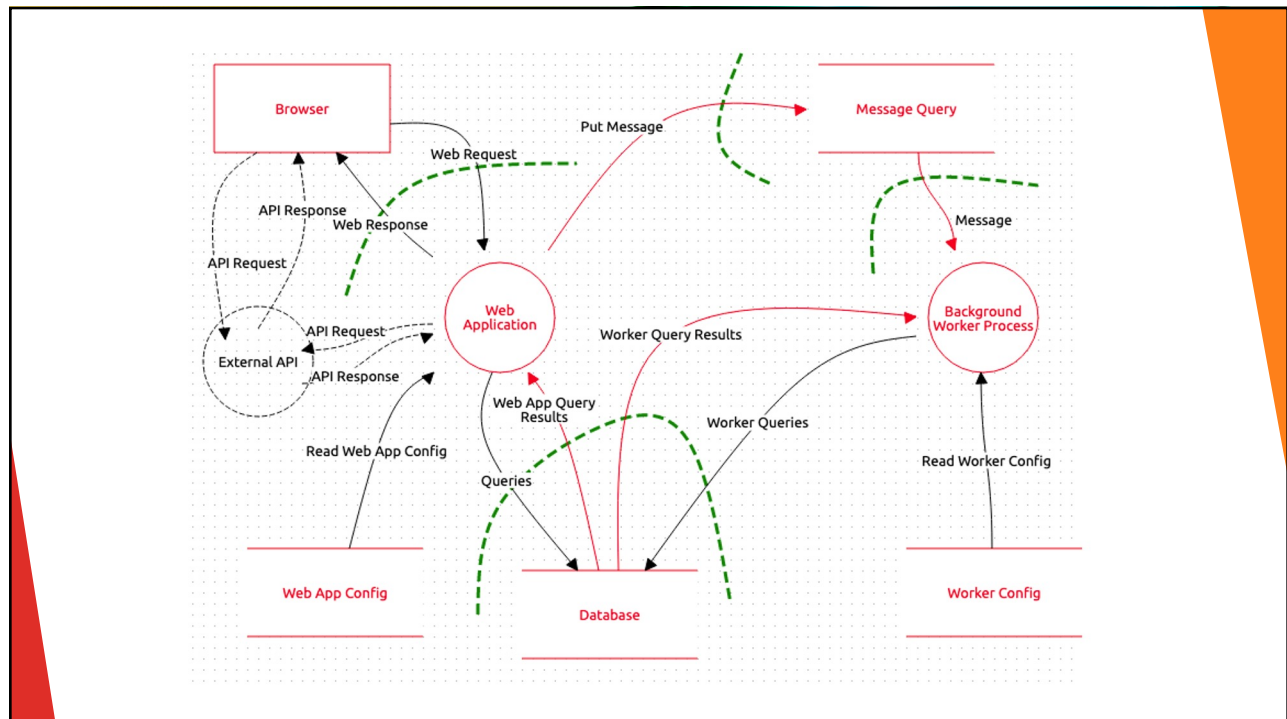 Browser
Message Query
Put Message
Web Request
API Response
Web Response
Message
API Request
Web
Application
Background
Worker Process
API Request
Worker Query Results
External API
API Response
Web App Query
Results
Worker Queries
Read Web App Config
Read Worker Config
Queries
Web App Config
Worker Config
Database